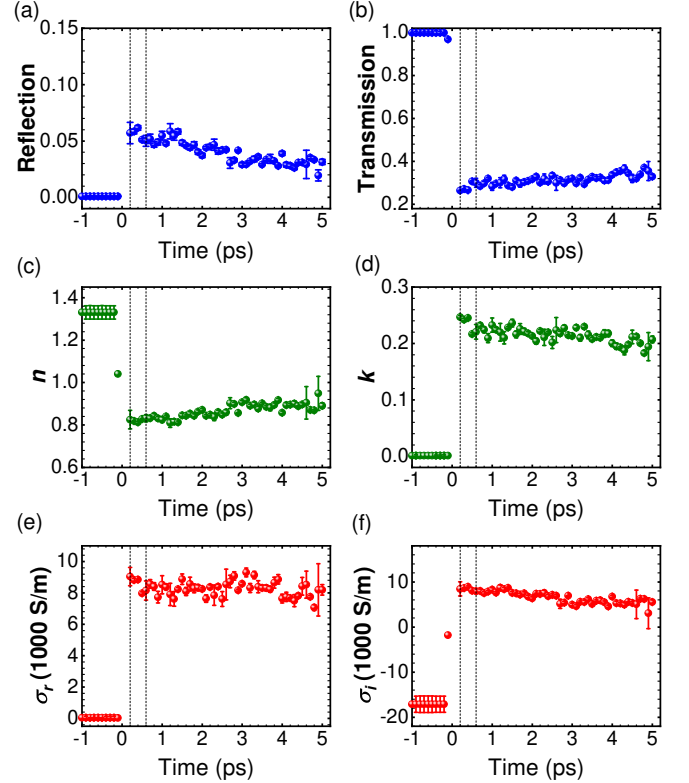 (a)
0.15
0.10
0.05
0.00
Reflection
-1 0 1 2 3 4 5
Time (ps)
(b)
1.0
0.8
0.6
0.4
0.2
Transmission
-1 0 1 2 3 4 5
Time (ps)
(c)
1.4
1.2
1.0
0.8
0.6
n
-1 0 1 2 3 4 5
Time (ps)
(d)
0.3
0.2
0.1
0.0
k
-1 0 1 2 3 4 5
Time (ps)
(e)
10
8
6
4
2
0
σr (1000 S/m)
-1 0 1 2 3 4 5
Time (ps)
(f)
10
0
-10
-20
σi (1000 S/m)
-1 0 1 2 3 4 5
Time (ps)